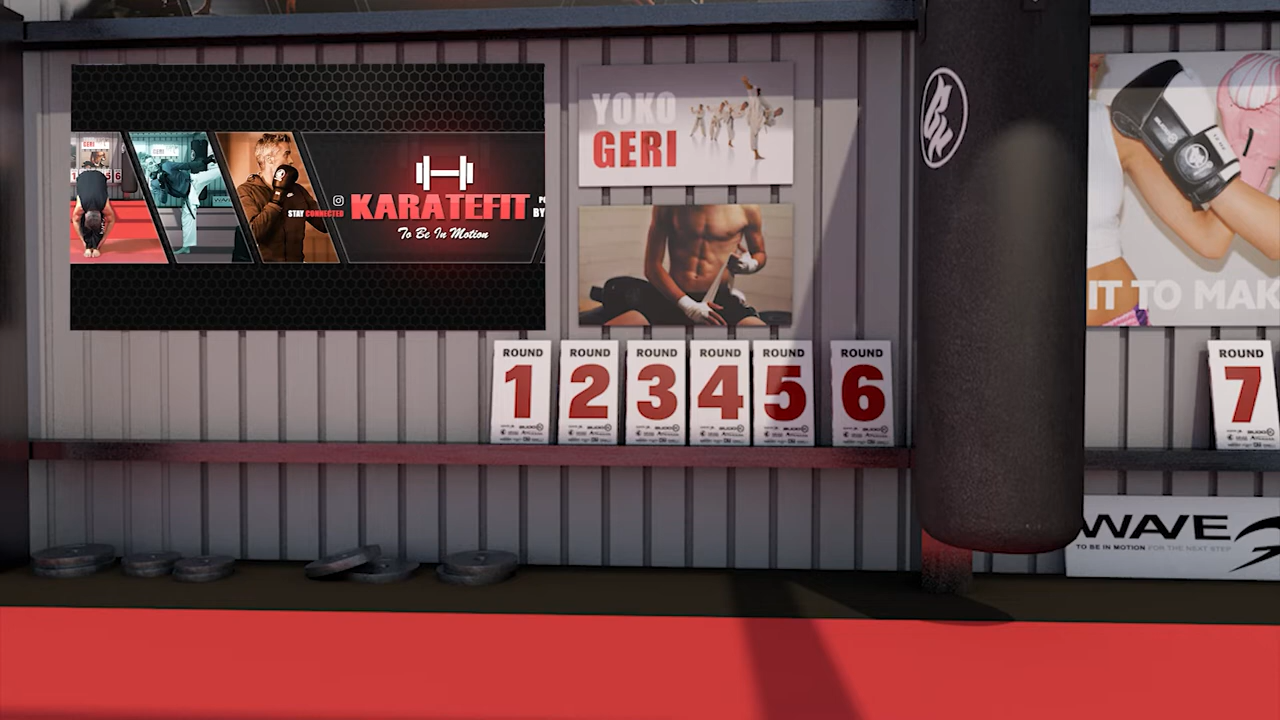 STAY CONNECTED
KARATEFIT
To Be In Motion
BY
YOKO
GERI
IT TO MAK
ROUND
1
ROUND
2
ROUND
3
ROUND
4
ROUND
5
ROUND
6
ROUND
7
WAVE
TO BE IN MOTION FOR THE NEXT STEP